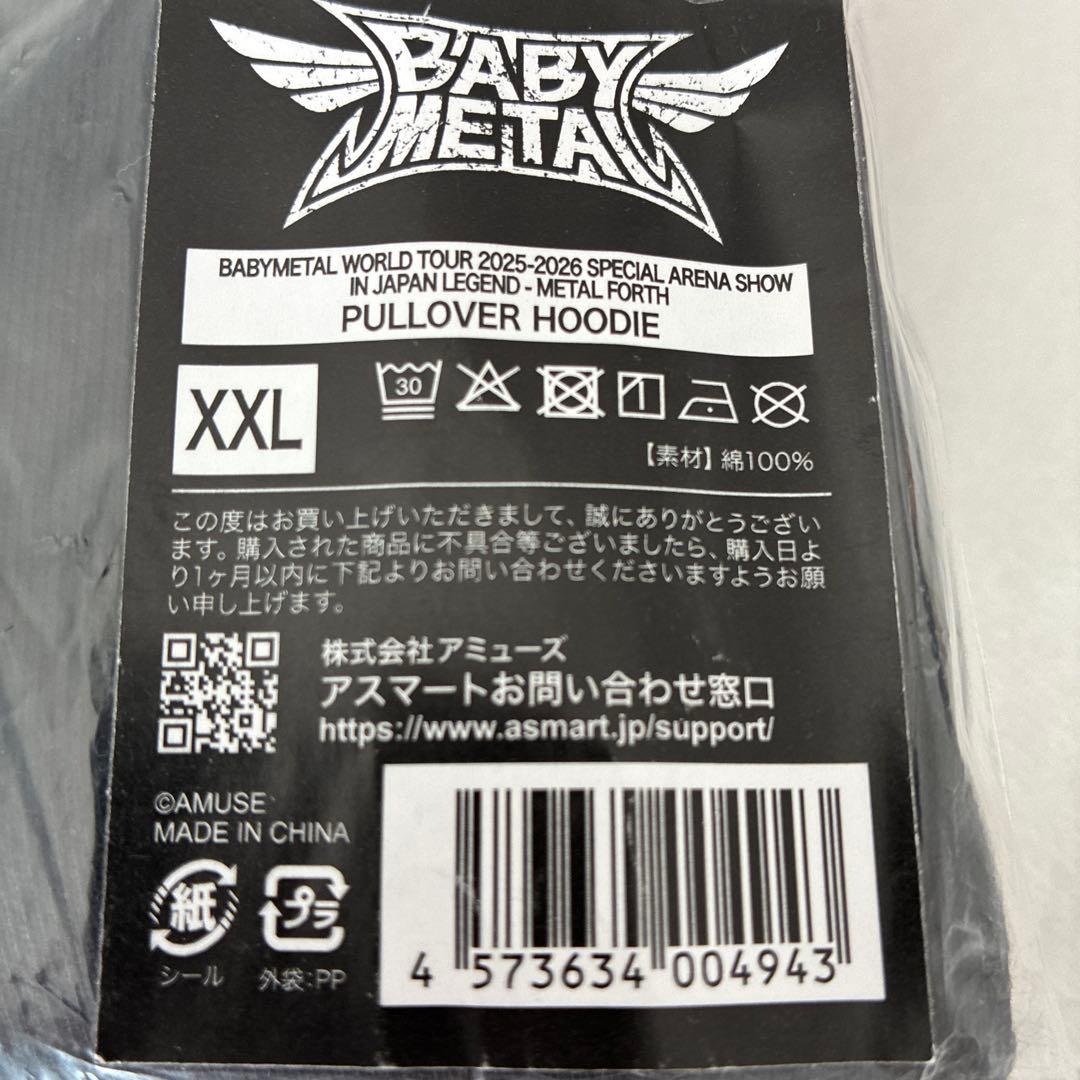 BABY
METAL
BABYMETAL WORLD TOUR 2025-2026 SPECIAL ARENA SHOW
IN JAPAN LEGEND - METAL FORTH
PULLOVER HOODIE
XXL
30
【素材】綿100%
この度はお買い上げいただきまして、誠にありがとうござい
ます。購入された商品に不具合等ございましたら、購入日よ
り1ヶ月以内に下記よりお問い合わせくださいますようお願
い申し上げます。
株式会社アミューズ
アスマートお問い合わせ窓口
https://www.asmart.jp/support/
©AMUSE
MADE IN CHINA
紙
プラ
シール
外袋:PP
4 573634 004943